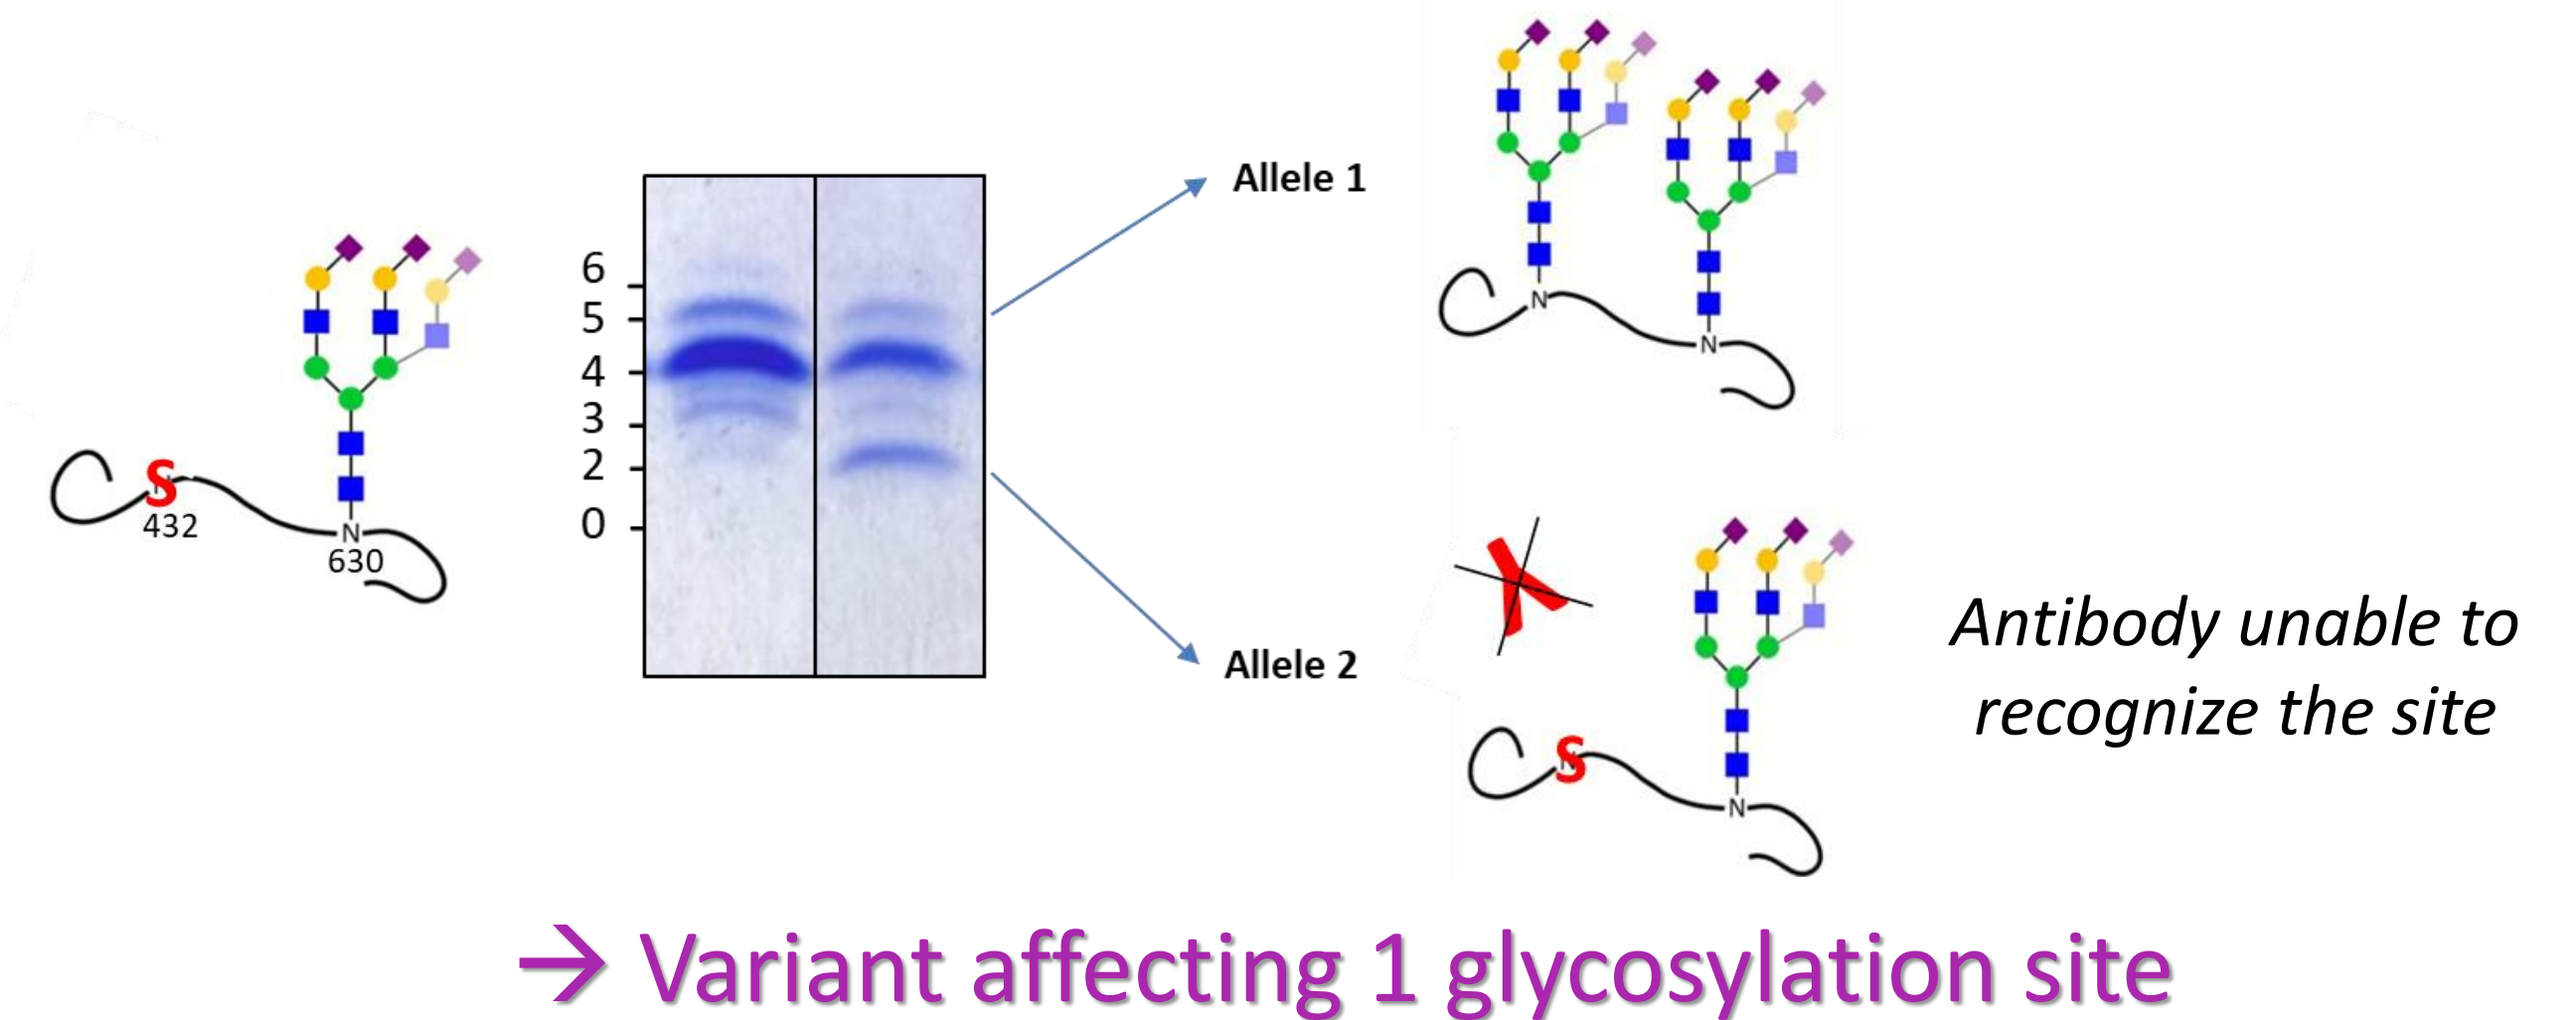 Allele 1
6
5
4
3
2
0
N
N
S
432
N
630
Allele 2
Antibody unable to
recognize the site
S
N
→ Variant affecting 1 glycosylation site